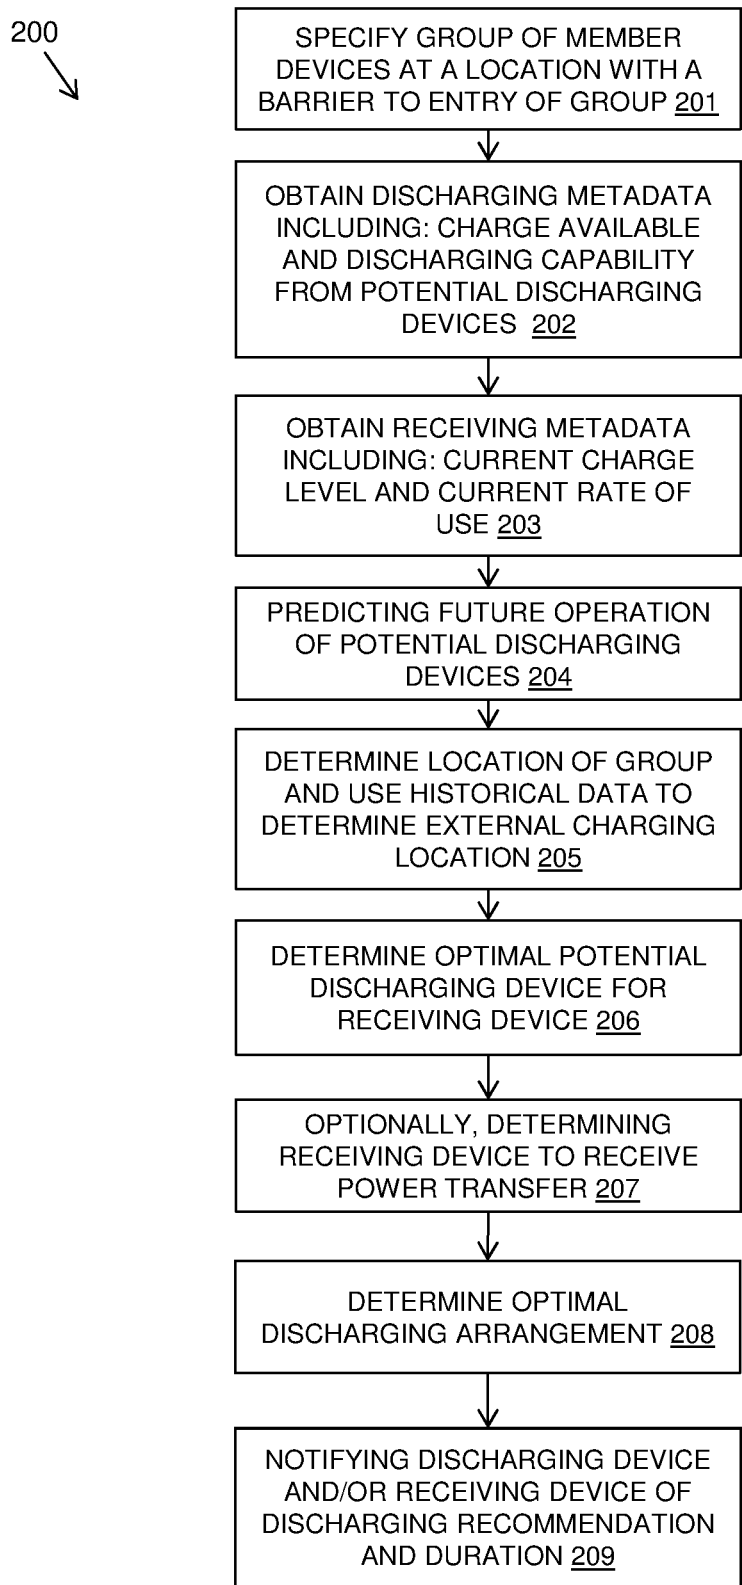 200
SPECIFY GROUP OF MEMBER
DEVICES AT A LOCATION WITH A
BARRIER TO ENTRY OF GROUP 201
OBTAIN DISCHARGING METADATA
INCLUDING: CHARGE AVAILABLE
AND DISCHARGING CAPABILITY
FROM POTENTIAL DISCHARGING
DEVICES 202
OBTAIN RECEIVING METADATA
INCLUDING: CURRENT CHARGE
LEVEL AND CURRENT RATE OF
USE 203
PREDICTING FUTURE OPERATION
OF POTENTIAL DISCHARGING
DEVICES 204
DETERMINE LOCATION OF GROUP
AND USE HISTORICAL DATA TO
DETERMINE EXTERNAL CHARGING
LOCATION 205
DETERMINE OPTIMAL POTENTIAL
DISCHARGING DEVICE FOR
RECEIVING DEVICE 206
OPTIONALLY, DETERMINING
RECEIVING DEVICE TO RECEIVE
POWER TRANSFER 207
DETERMINE OPTIMAL
DISCHARGING ARRANGEMENT 208
NOTIFYING DISCHARGING DEVICE
AND/OR RECEIVING DEVICE OF
DISCHARGING RECOMMENDATION
AND DURATION 209